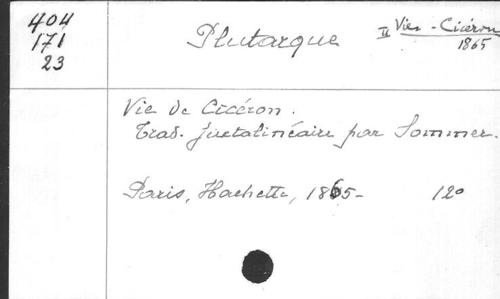 404
171
23
Plutarque
II Vies - Cicéron
1865
Vie de Cicéron.
Trad. juxtalinéaire par Sommer.
Paris, Hachette, 1865- 12°